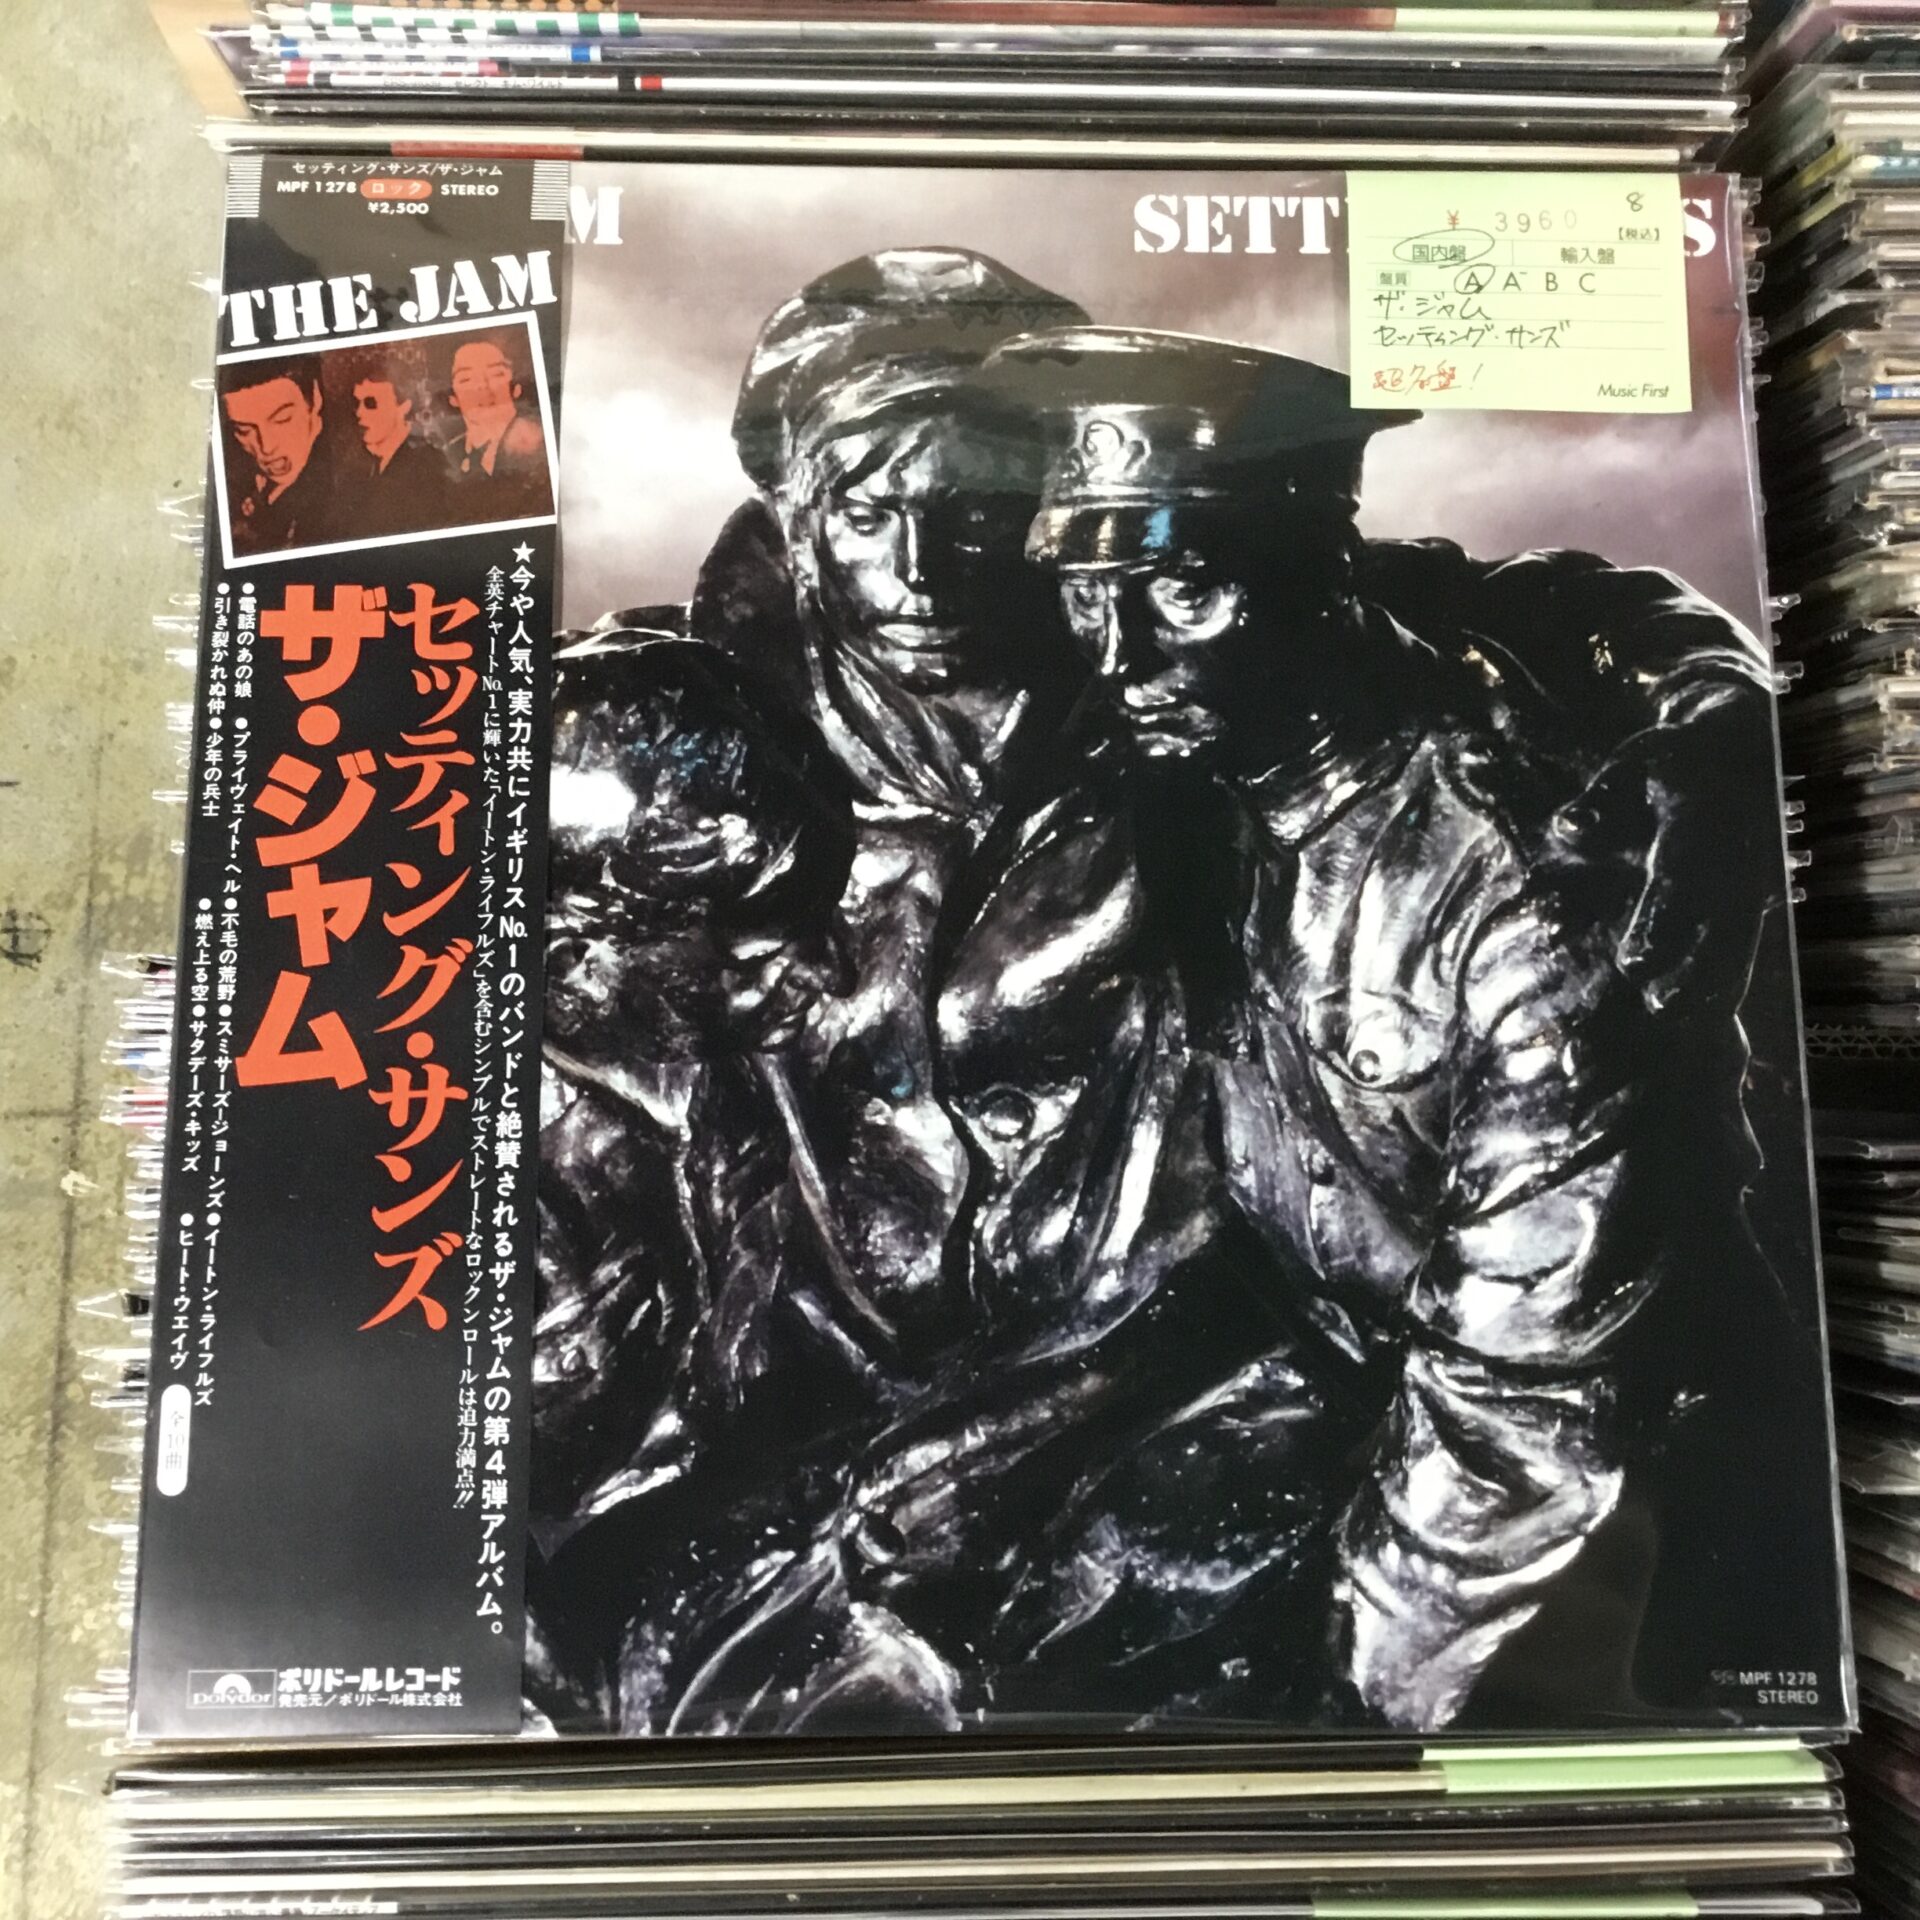 セッティング・サンズ/ザ・ジャム
MPF 1278 ロック STEREO
¥2,500
THE JAM
セッティング・サンズ
ザ・ジャム
★今や人気、実力共にイギリスNo.1のバンドと絶賛されるザ・ジャムの第4弾アルバム。
全英チャートNo.1に輝いた「イートン・ライフルズ」を含むシンプルでストレートなロックンロールは迫力満点!!
●電話のあの娘 ●プライヴェイト・ヘル ●不毛の荒野 ●スミサーズ―ジョーンズ ●イートン・ライフルズ
●引き裂かれぬ仲 ●少年の兵士 ●燃え上る空 ●サタデーズ・キッズ ●ヒート・ウエイヴ
全10曲
polydor ポリドールレコード
発売元/ポリドール株式会社
M
SETT
S
8
¥ 3960
【税込】
国内盤 輸入盤
盤質 A A⁻ B C
ザ・ジャム
セッティング・サンズ
超名盤!
Music First
MPF 1278
STEREO